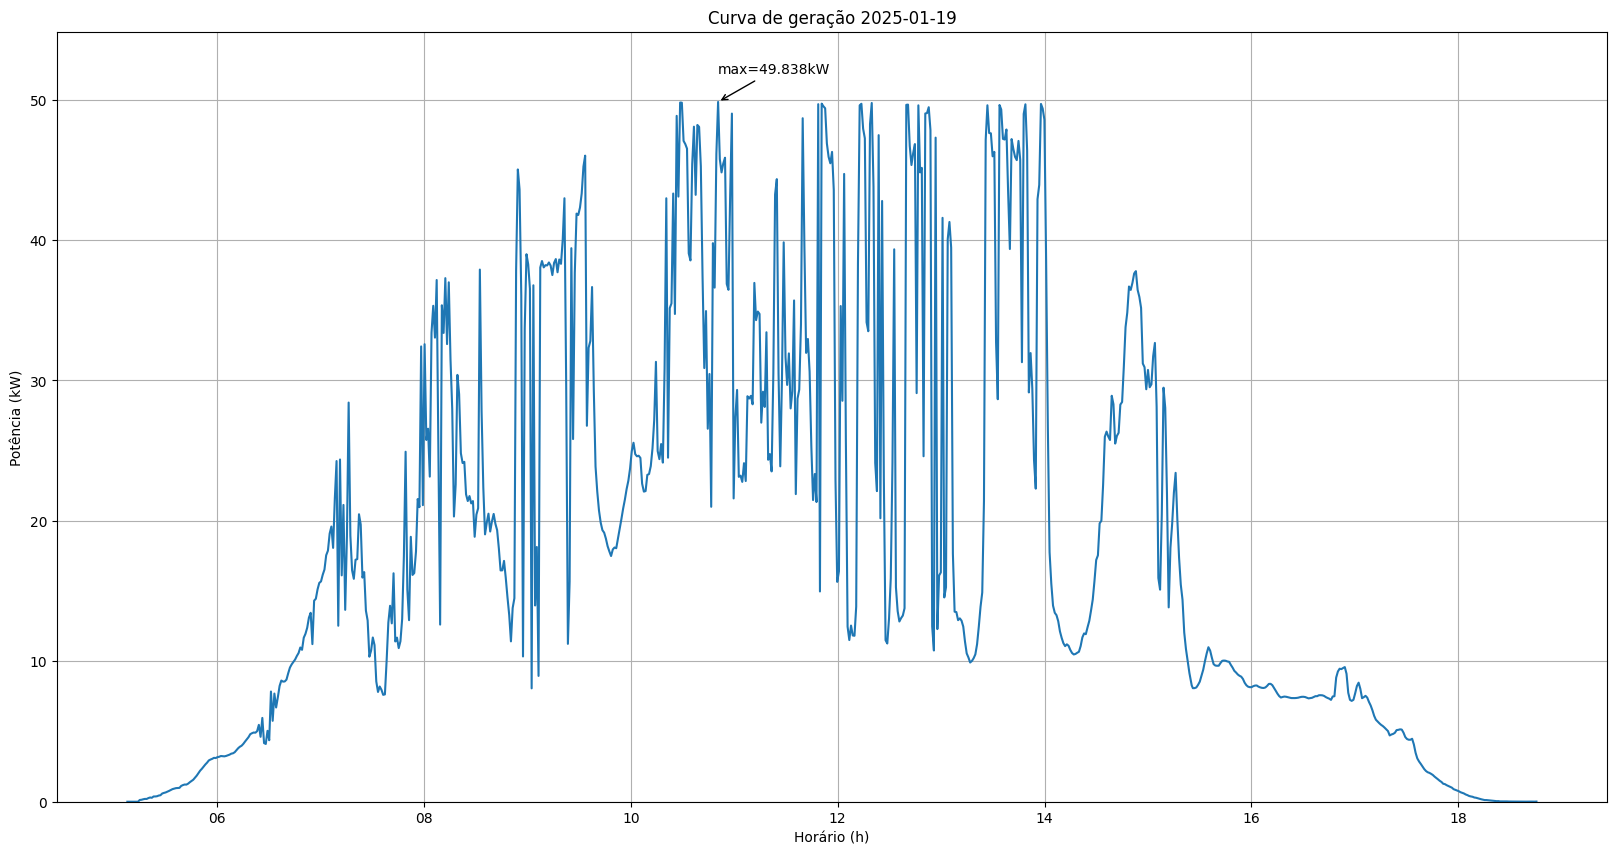 Curva de geração 2025-01-19
max=49.838kW
50
40
30
20
10
0
Potência (kW)
06 08 10 12 14 16 18
Horário (h)